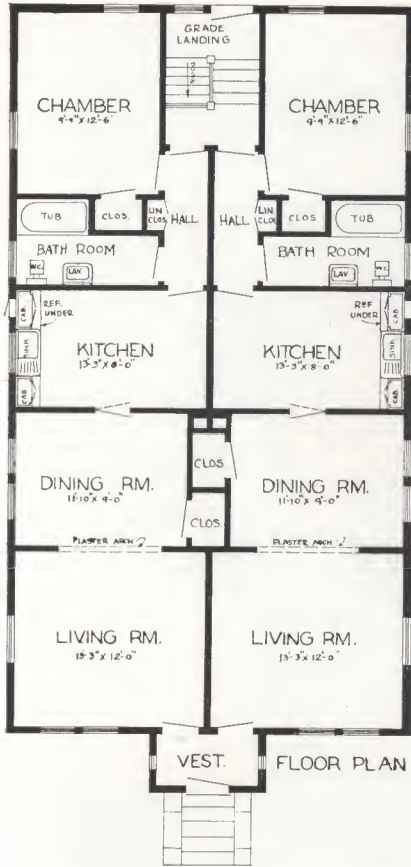 GRADE
LANDING
CHAMBER
9'-9" x 12'-6"
CHAMBER
9'-9" x 12'-6"
TUB
CLOS.
LIN
CLOS.
HALL
HALL
LIN
CLOS
CLOS
TUB
BATH ROOM
BATH ROOM
W.C.
LAV.
LAV
W.C.
CAB.
REF.
UNDER
REF
UNDER
CAB.
KITCHEN
13'-3" x 8'-0"
KITCHEN
13'-3" x 8'-0"
SINK
SINK
CAB
CAB
CLOS
DINING RM.
11'-10" x 9'-0"
DINING RM.
11'-10" x 9'-0"
CLOS.
PLASTER ARCH
PLASTER ARCH
LIVING RM.
13'-3" x 12'-0"
LIVING RM.
13'-3" x 12'-0"
VEST.
FLOOR PLAN